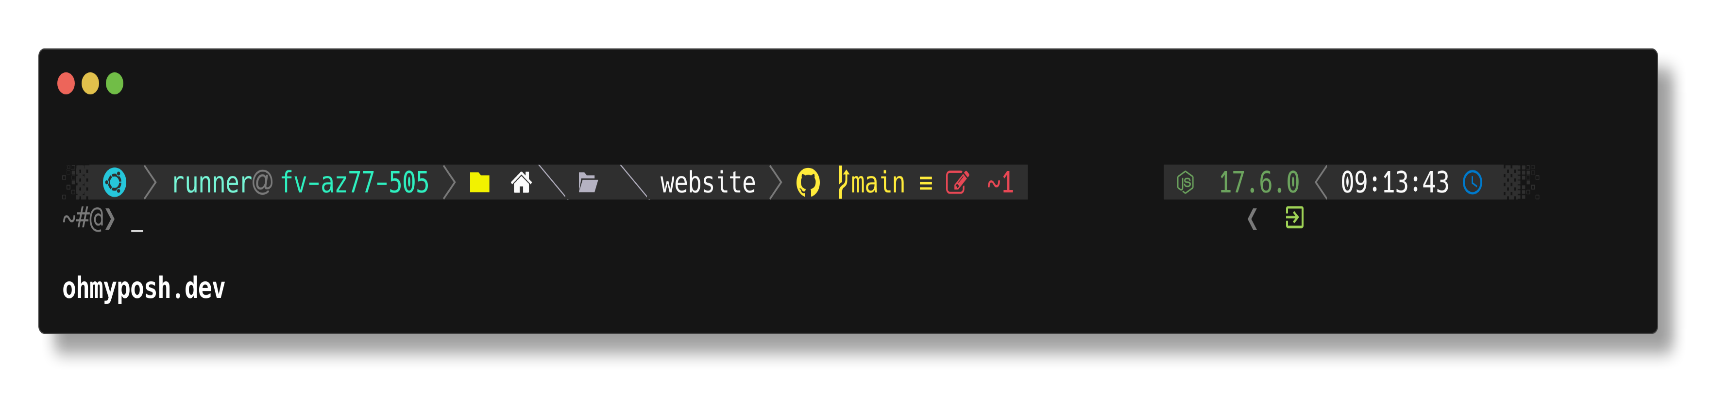 runner@ fv-az77-505 website main ≡ ~1 17.6.0 09:13:43
~#@❯ _ ❮
ohmyposh.dev